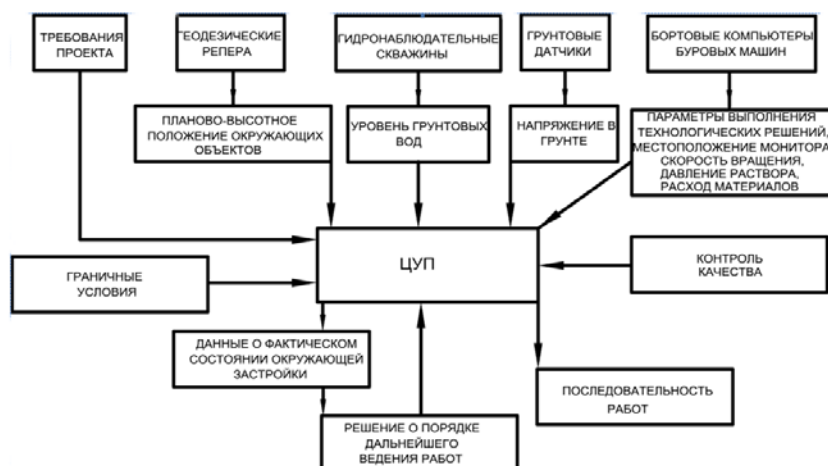 ТРЕБОВАНИЯ
ПРОЕКТА
ГЕОДЕЗИЧЕСКИЕ
РЕПЕРА
ГИДРОНАБЛЮДАТЕЛЬНЫЕ
СКВАЖИНЫ
ГРУНТОВЫЕ
ДАТЧИКИ
БОРТОВЫЕ КОМПЬЮТЕРЫ
БУРОВЫХ МАШИН
ПЛАНОВО-ВЫСОТНОЕ
ПОЛОЖЕНИЕ ОКРУЖАЮЩИХ
ОБЪЕКТОВ
УРОВЕНЬ ГРУНТОВЫХ
ВОД
НАПРЯЖЕНИЕ В
ГРУНТЕ
ПАРАМЕТРЫ ВЫПОЛНЕНИЯ
ТЕХНОЛОГИЧЕСКИХ РЕШЕНИЙ,
МЕСТОПОЛОЖЕНИЕ МОНИТОРА
СКОРОСТЬ ВРАЩЕНИЯ,
ДАВЛЕНИЕ РАСТВОРА,
РАСХОД МАТЕРИАЛОВ
ЦУП
ГРАНИЧНЫЕ
УСЛОВИЯ
КОНТРОЛЬ
КАЧЕСТВА
ДАННЫЕ О ФАКТИЧЕСКОМ
СОСТОЯНИИ ОКРУЖАЮЩЕЙ
ЗАСТРОЙКИ
ПОСЛЕДОВАТЕЛЬНОСТЬ
РАБОТ
РЕШЕНИЕ О ПОРЯДКЕ
ДАЛЬНЕЙШЕГО
ВЕДЕНИЯ РАБОТ